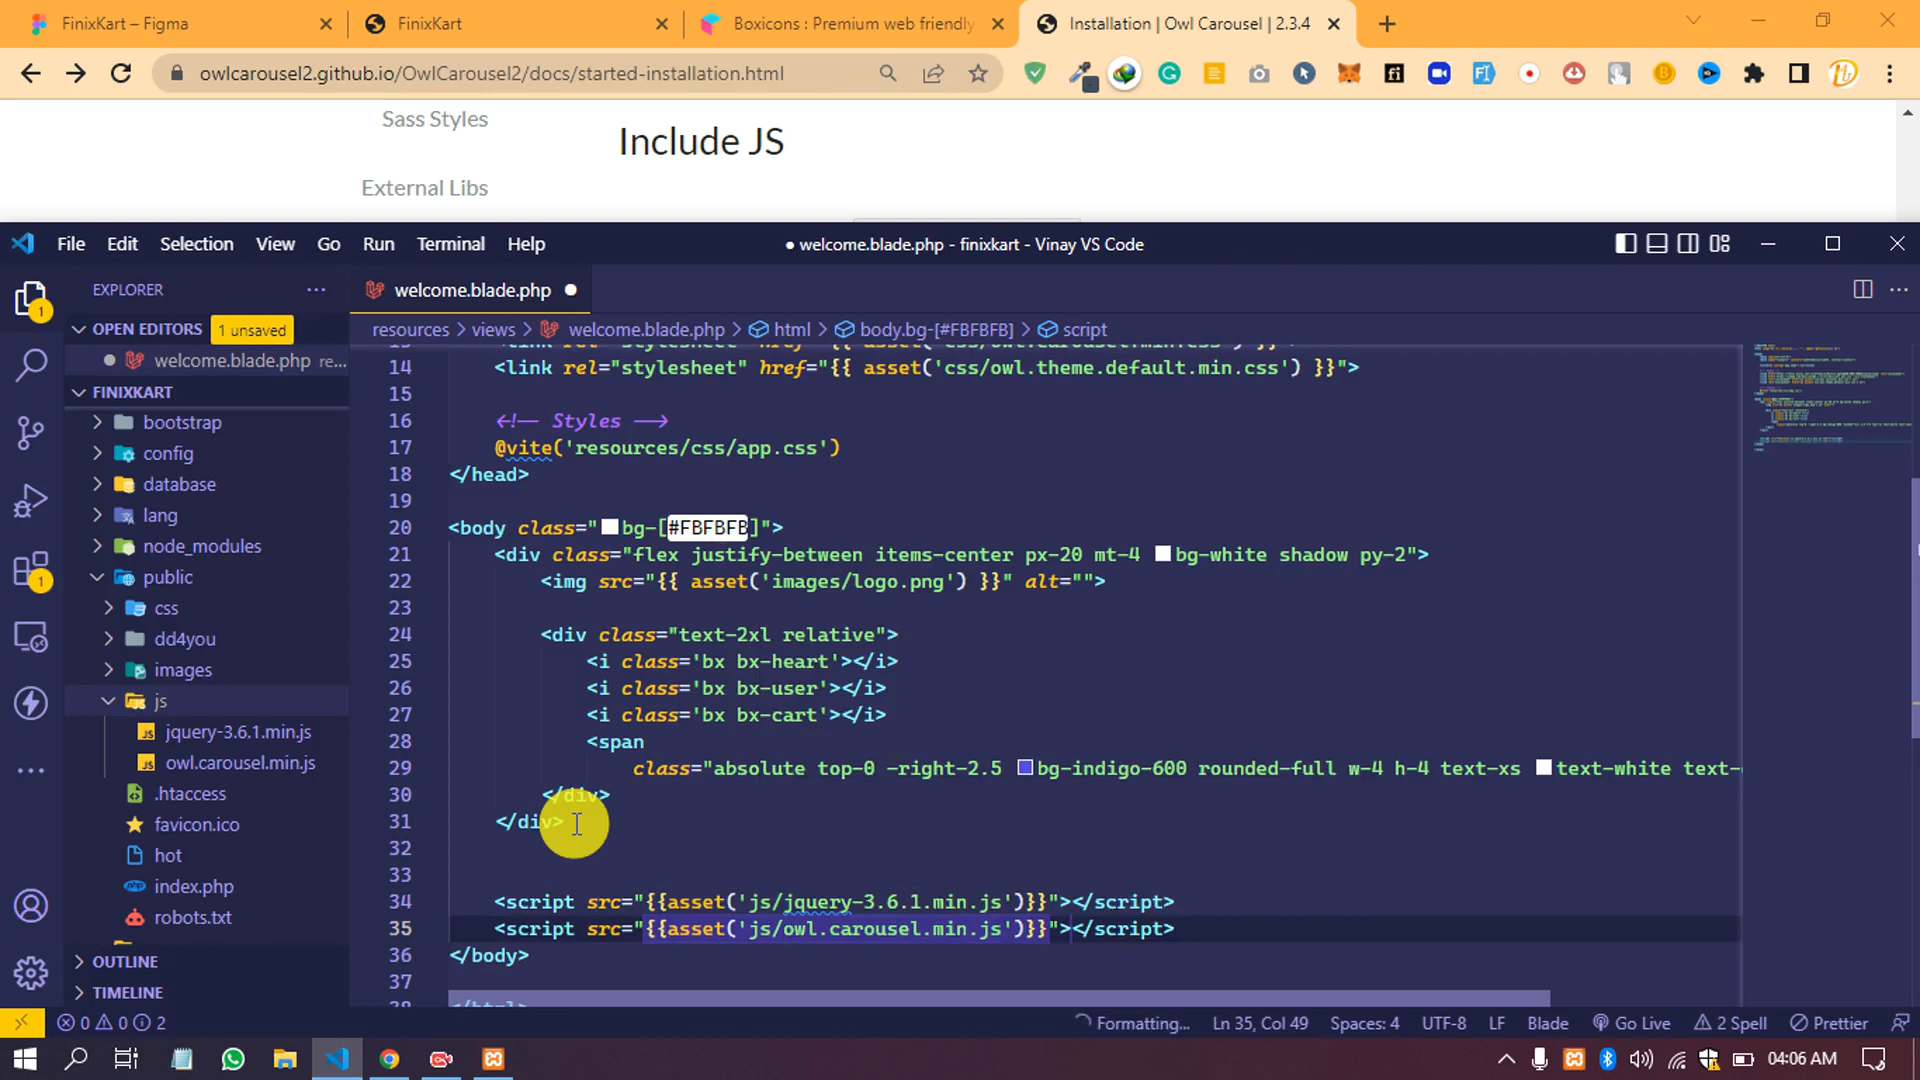 FinixKart – Figma
FinixKart
Boxicons : Premium web friendly
Installation | Owl Carousel | 2.3.4
owlcarousel2.github.io/OwlCarousel2/docs/started-installation.html
Sass Styles
Include JS
External Libs
File Edit Selection View Go Run Terminal Help
● welcome.blade.php - finixkart - Vinay VS Code
EXPLORER
welcome.blade.php
OPEN EDITORS 1 unsaved
resources > views > welcome.blade.php > html > body.bg-[#FBFBFB] > script
welcome.blade.php re...
FINIXKART
bootstrap
config
database
lang
node_modules
public
css
dd4you
images
js
jquery-3.6.1.min.js
owl.carousel.min.js
.htaccess
favicon.ico
hot
index.php
robots.txt
OUTLINE
TIMELINE
14 <link rel="stylesheet" href="{{ asset('css/owl.theme.default.min.css') }}">
15
16 <!-- Styles -->
17 @vite('resources/css/app.css')
18 </head>
19
20 <body class="bg-[#FBFBFB]">
21 <div class="flex justify-between items-center px-20 mt-4 bg-white shadow py-2">
22 <img src="{{ asset('images/logo.png') }}" alt="">
23
24 <div class="text-2xl relative">
25 <i class='bx bx-heart'></i>
26 <i class='bx bx-user'></i>
27 <i class='bx bx-cart'></i>
28 <span
29 class="absolute top-0 -right-2.5 bg-indigo-600 rounded-full w-4 h-4 text-xs text-white text-
30 </div>
31 </div>
32
33
34 <script src="{{asset('js/jquery-3.6.1.min.js')}}"></script>
35 <script src="{{asset('js/owl.carousel.min.js')}}"></script>
36 </body>
37
0 0 2
Formatting... Ln 35, Col 49 Spaces: 4 UTF-8 LF Blade Go Live 2 Spell Prettier
04:06 AM